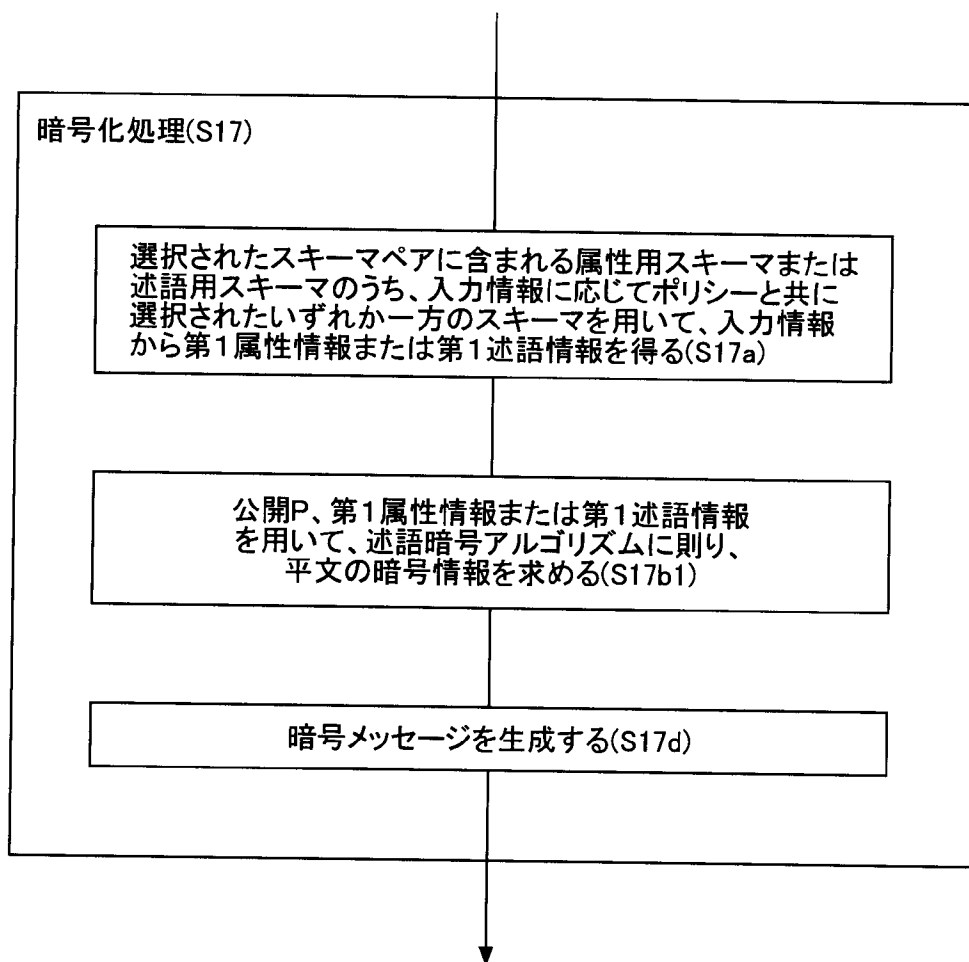 暗号化処理(S17)
選択されたスキーマペアに含まれる属性用スキーマまたは
述語用スキーマのうち、入力情報に応じてポリシーと共に
選択されたいずれか一方のスキーマを用いて、入力情報
から第1属性情報または第1述語情報を得る(S17a)
公開P、第1属性情報または第1述語情報
を用いて、述語暗号アルゴリズムに則り、
平文の暗号情報を求める(S17b1)
暗号メッセージを生成する(S17d)